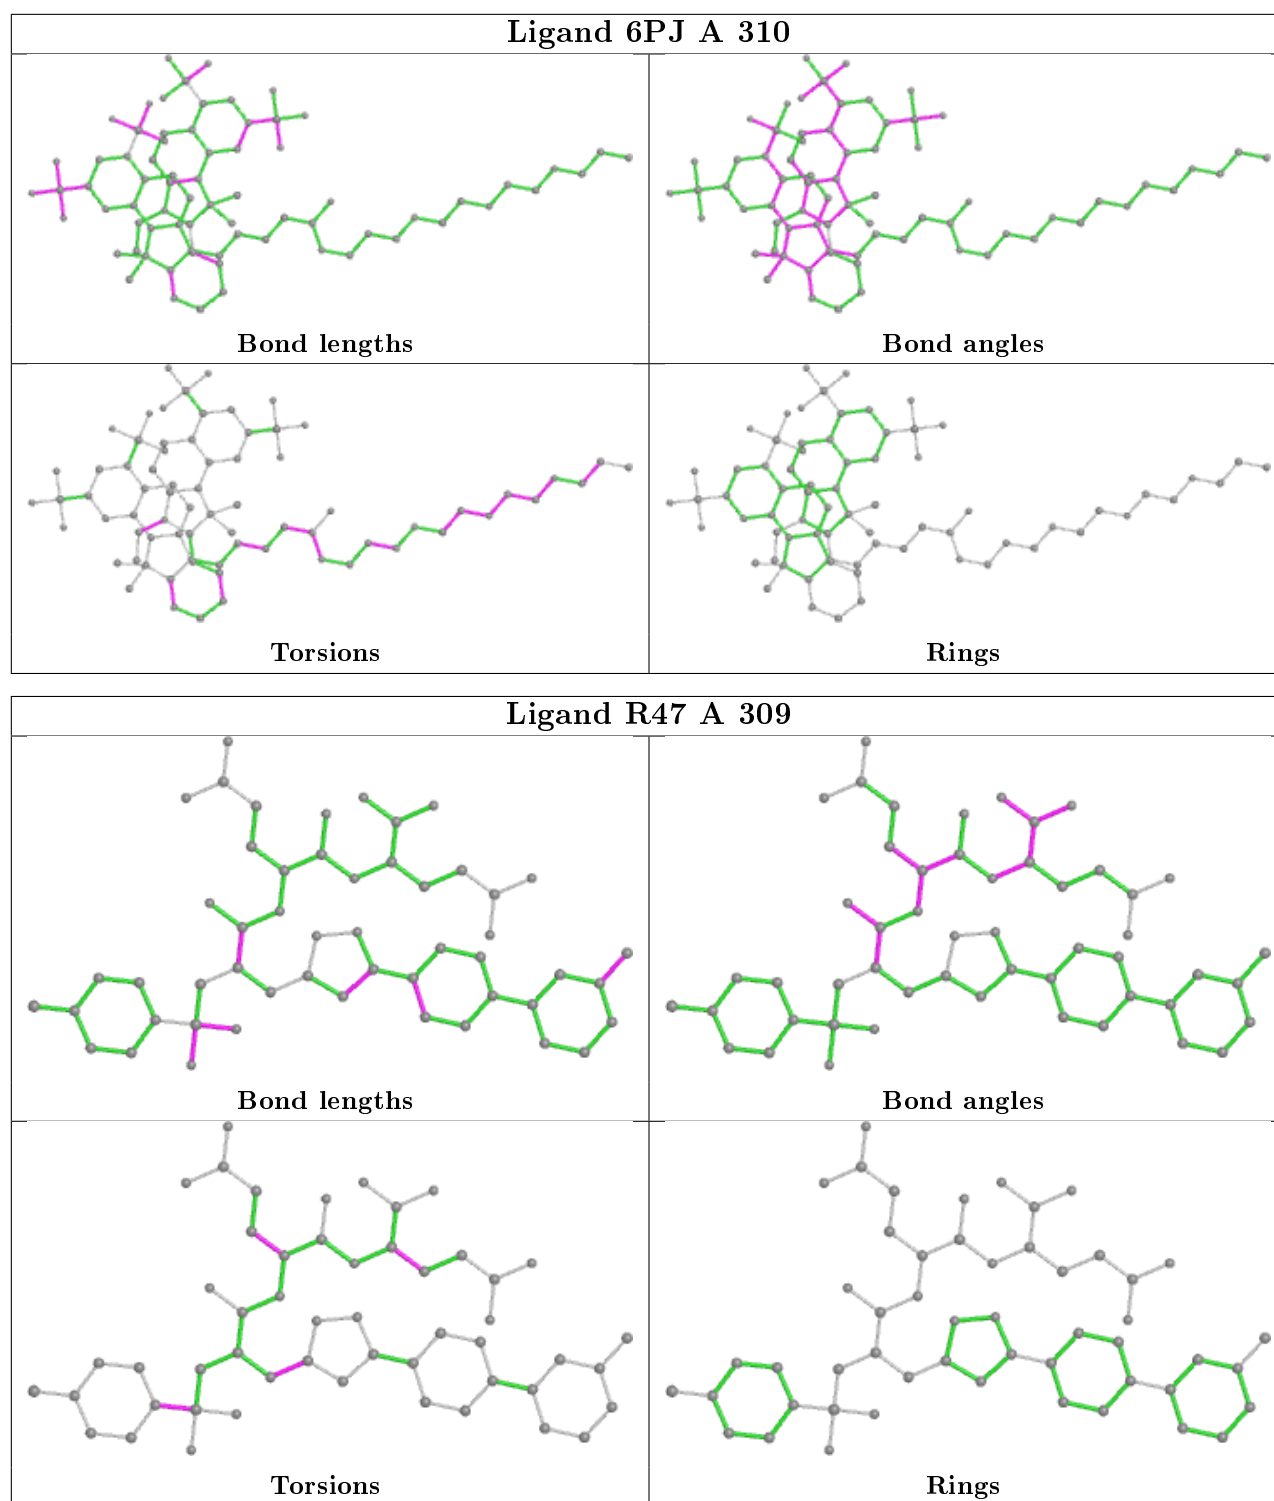 Ligand 6PJ A 310
Bond lengths
Bond angles
Torsions
Rings
Ligand R47 A 309
Bond lengths
Bond angles
Torsions
Rings